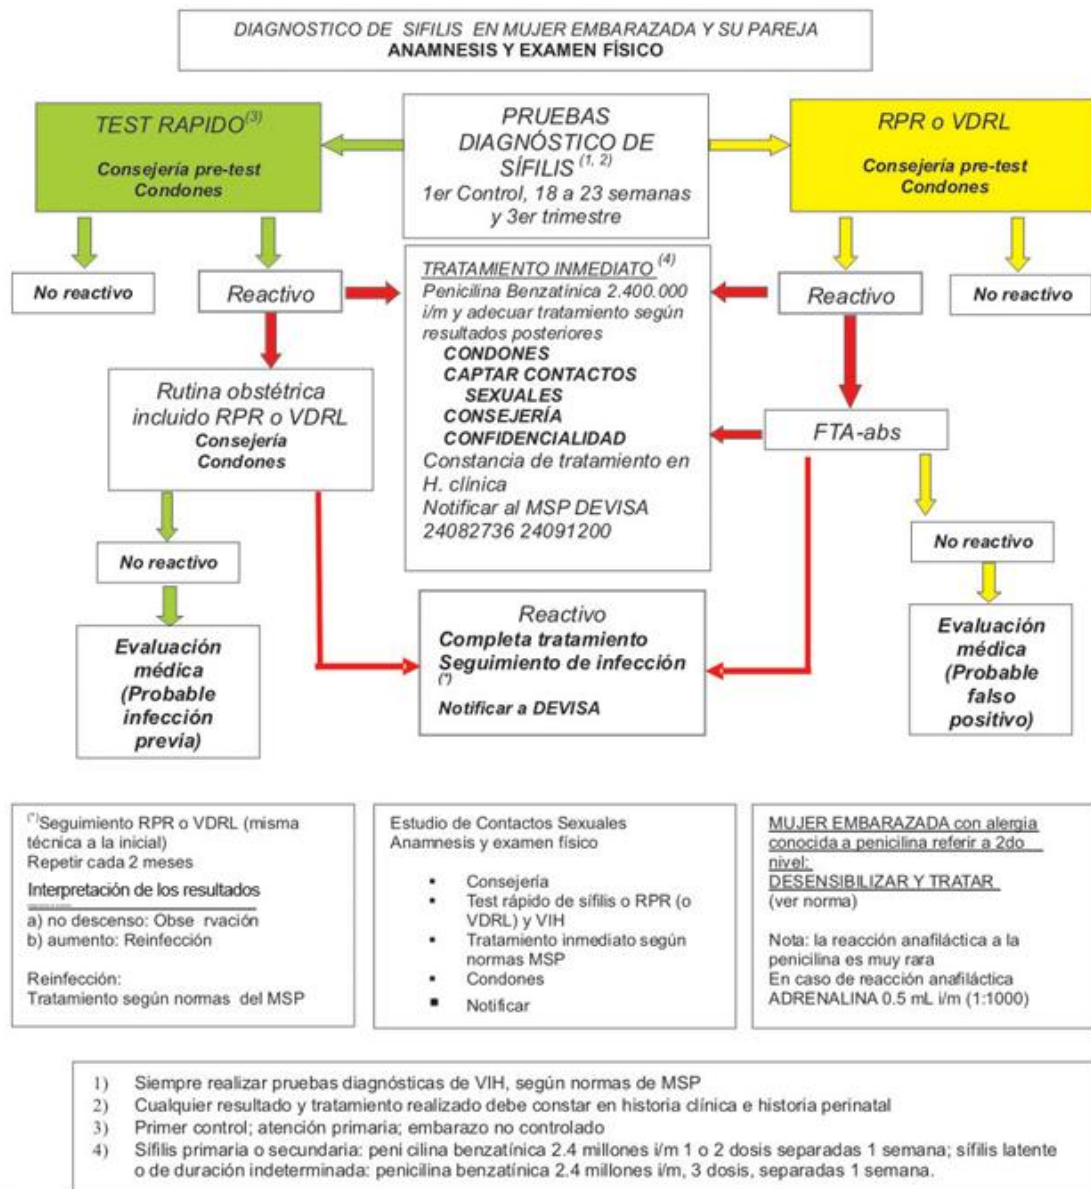 DIAGNOSTICO DE SIFILIS EN MUJER EMBARAZADA Y SU PAREJA
ANAMNESIS Y EXAMEN FÍSICO
TEST RAPIDO(3)
Consejería pre-test
Condones
PRUEBAS
DIAGNÓSTICO DE
SÍFILIS (1, 2)
1er Control, 18 a 23 semanas
y 3er trimestre
RPR o VDRL
Consejería pre-test
Condones
No reactivo
Reactivo
TRATAMIENTO INMEDIATO (4)
Penicilina Benzatínica 2.400.000
i/m y adecuar tratamiento según
resultados posteriores
CONDONES
CAPTAR CONTACTOS
SEXUALES
CONSEJERÍA
CONFIDENCIALIDAD
Constancia de tratamiento en
H. clínica
Notificar al MSP DEVISA
24082736 24091200
Reactivo
No reactivo
Rutina obstétrica
incluido RPR o VDRL
Consejería
Condones
FTA-abs
No reactivo
No reactivo
Evaluación
médica
(Probable
infección
previa)
Reactivo
Completa tratamiento
Seguimiento de infección
(*)
Notificar a DEVISA
Evaluación
médica
(Probable
falso
positivo)
(*)Seguimiento RPR o VDRL (misma
técnica a la inicial)
Repetir cada 2 meses
Interpretación de los resultados
a) no descenso: Obse rvación
b) aumento: Reinfección
Reinfección:
Tratamiento según normas del MSP
Estudio de Contactos Sexuales
Anamnesis y examen físico
▪ Consejería
▪ Test rápido de sífilis o RPR (o
VDRL) y VIH
▪ Tratamiento inmediato según
normas MSP
▪ Condones
▪ Notificar
MUJER EMBARAZADA con alergia
conocida a penicilina referir a 2do
nivel:
DESENSIBILIZAR Y TRATAR
(ver norma)
Nota: la reacción anafiláctica a la
penicilina es muy rara
En caso de reacción anafiláctica
ADRENALINA 0.5 mL i/m (1:1000)
1) Siempre realizar pruebas diagnósticas de VIH, según normas de MSP
2) Cualquier resultado y tratamiento realizado debe constar en historia clínica e historia perinatal
3) Primer control; atención primaria; embarazo no controlado
4) Sífilis primaria o secundaria: peni cilina benzatínica 2.4 millones i/m 1 o 2 dosis separadas 1 semana; sífilis latente
o de duración indeterminada: penicilina benzatínica 2.4 millones i/m, 3 dosis, separadas 1 semana.